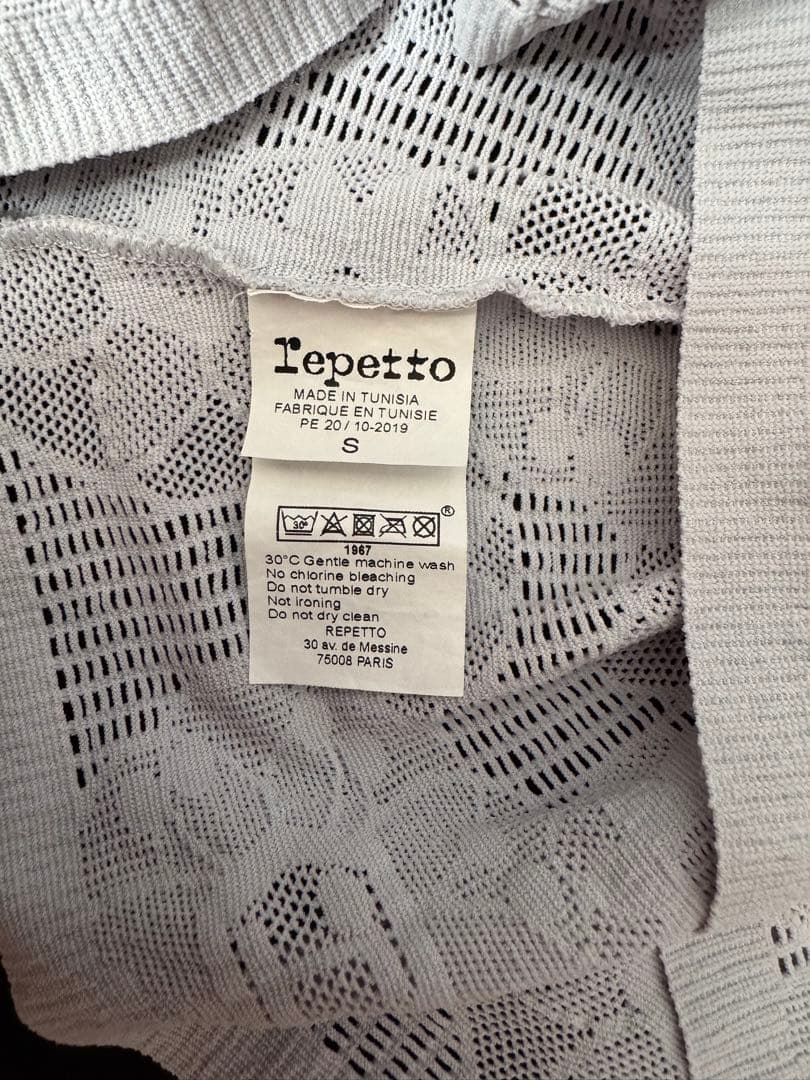 repetto
MADE IN TUNISIA
FABRIQUE EN TUNISIE
PE 20 / 10-2019
S
30°
®
1967
30°C Gentle machine wash
No chlorine bleaching
Do not tumble dry
Not ironing
Do not dry clean
REPETTO
30 av. de Messine
75008 PARIS